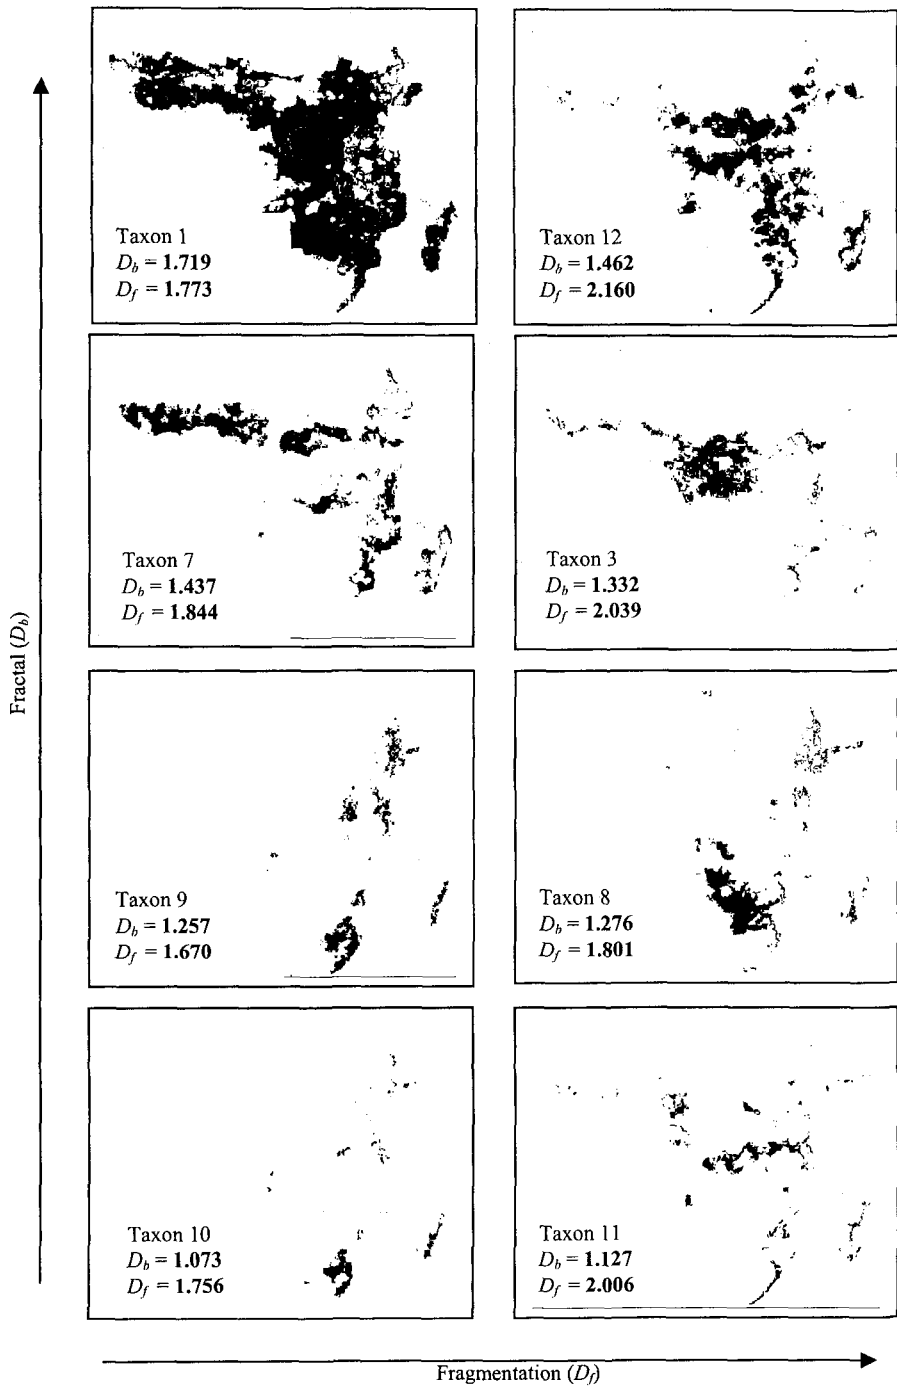 Taxon 1
D_b = 1.719
D_f = 1.773
Taxon 12
D_b = 1.462
D_f = 2.160
Taxon 7
D_b = 1.437
D_f = 1.844
Taxon 3
D_b = 1.332
D_f = 2.039
Fractal (D_b)
Taxon 9
D_b = 1.257
D_f = 1.670
Taxon 8
D_b = 1.276
D_f = 1.801
Taxon 10
D_b = 1.073
D_f = 1.756
Taxon 11
D_b = 1.127
D_f = 2.006
Fragmentation (D_f)